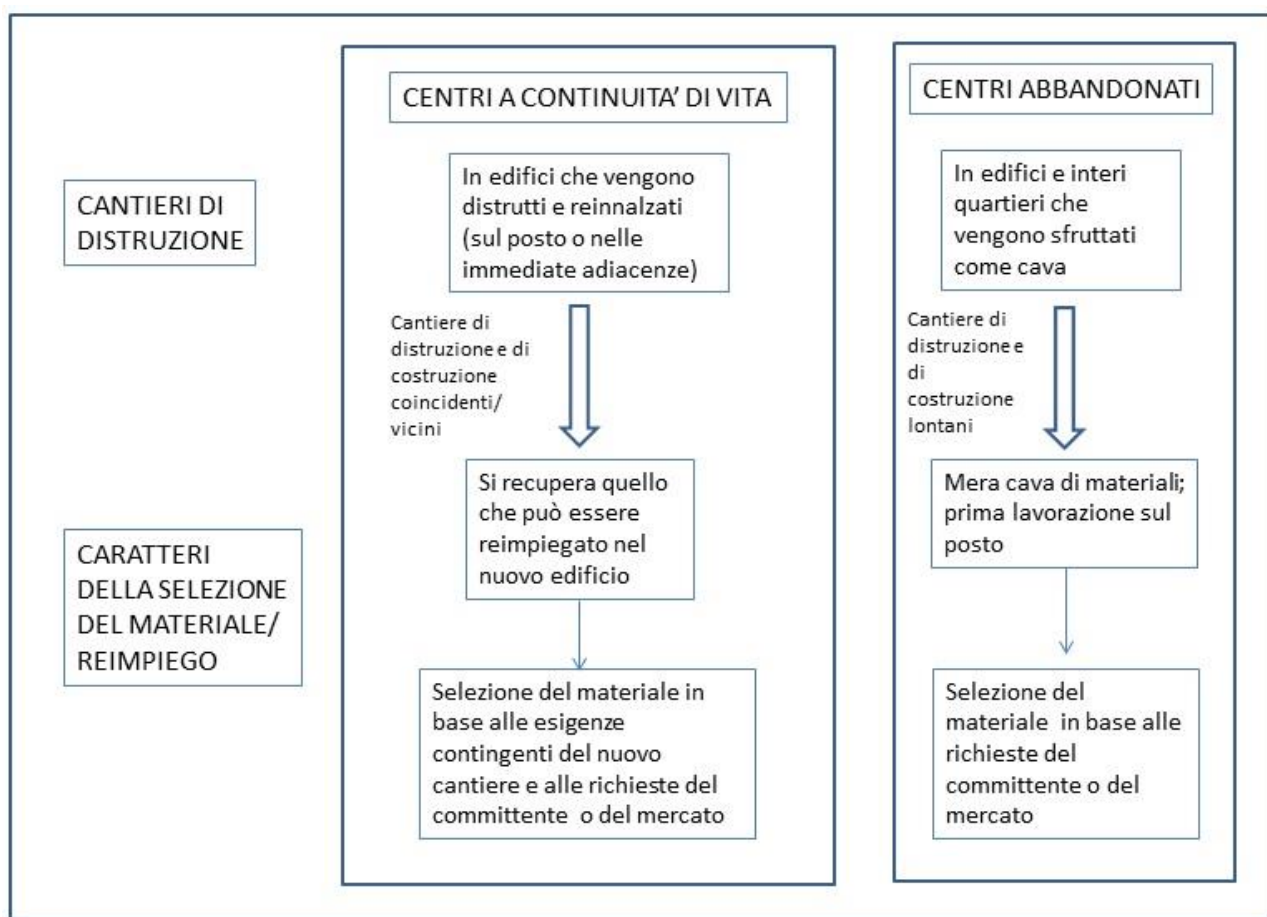 CENTRI A CONTINUITA’ DI VITA
CENTRI ABBANDONATI
CANTIERI DI
DISTRUZIONE
In edifici che vengono
distrutti e reinnalzati
(sul posto o nelle
immediate adiacenze)
In edifici e interi
quartieri che
vengono sfruttati
come cava
Cantiere di
distruzione e di
costruzione
coincidenti/
vicini
Cantiere di
distruzione e
di
costruzione
lontani
CARATTERI
DELLA SELEZIONE
DEL MATERIALE/
REIMPIEGO
Si recupera quello
che può essere
reimpiegato nel
nuovo edificio
Mera cava di materiali;
prima lavorazione sul
posto
Selezione del materiale in
base alle esigenze
contingenti del nuovo
cantiere e alle richieste del
committente o del mercato
Selezione del
materiale in base alle
richieste del
committente o del
mercato